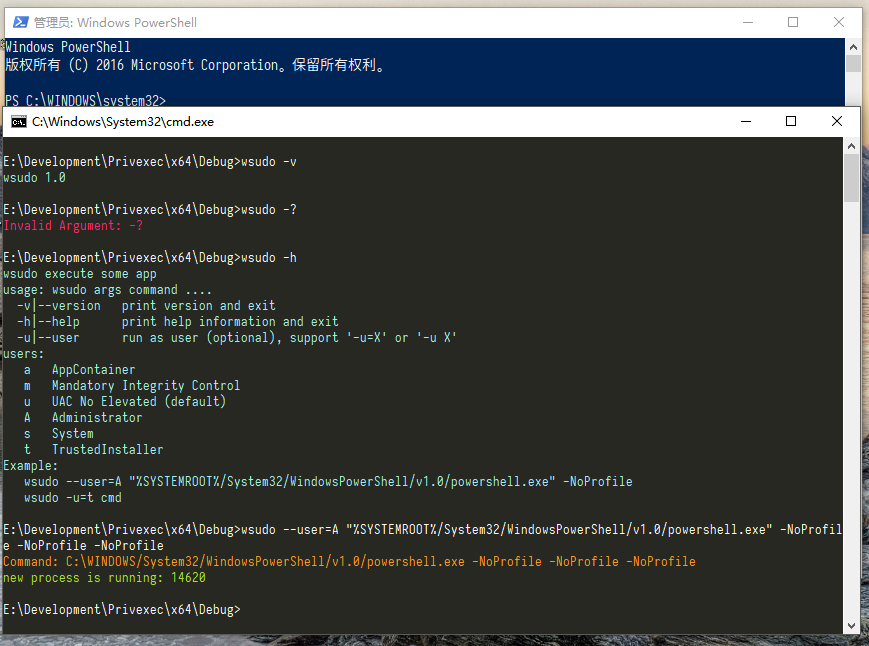 管理员: Windows PowerShell
Windows PowerShell
版权所有 (C) 2016 Microsoft Corporation。保留所有权利。
PS C:\WINDOWS\system32>
C:\Windows\System32\cmd.exe
E:\Development\Privexec\x64\Debug>wsudo -v
wsudo 1.0
E:\Development\Privexec\x64\Debug>wsudo -?
Invalid Argument: -?
E:\Development\Privexec\x64\Debug>wsudo -h
wsudo execute some app
usage: wsudo args command ....
  -v|--version   print version and exit
  -h|--help      print help information and exit
  -u|--user      run as user (optional), support '-u=X' or '-u X'
users:
   a   AppContainer
   m   Mandatory Integrity Control
   u   UAC No Elevated (default)
   A   Administrator
   s   System
   t   TrustedInstaller
Example:
   wsudo --user=A "%SYSTEMROOT%/System32/WindowsPowerShell/v1.0/powershell.exe" -NoProfile
   wsudo -u=t cmd
E:\Development\Privexec\x64\Debug>wsudo --user=A "%SYSTEMROOT%/System32/WindowsPowerShell/v1.0/powershell.exe" -NoProfil
e -NoProfile -NoProfile
Command: C:\WINDOWS/System32/WindowsPowerShell/v1.0/powershell.exe -NoProfile -NoProfile -NoProfile
new process is running: 14620
E:\Development\Privexec\x64\Debug>